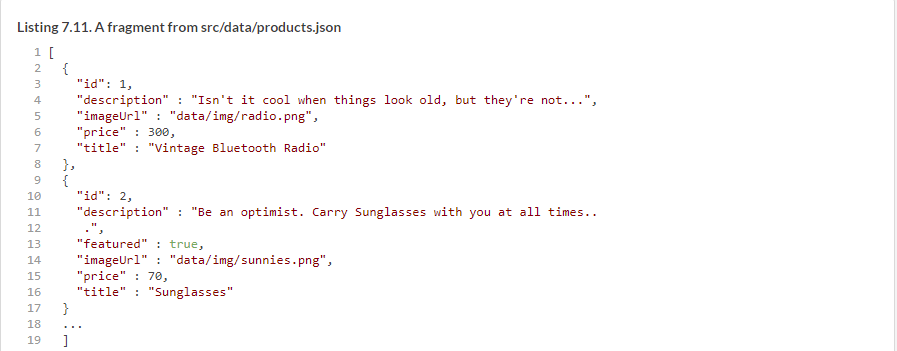 Listing 7.11. A fragment from src/data/products.json
1 [
2   {
3     "id": 1,
4     "description" : "Isn't it cool when things look old, but they're not...",
5     "imageUrl" : "data/img/radio.png",
6     "price" : 300,
7     "title" : "Vintage Bluetooth Radio"
8   },
9   {
10     "id": 2,
11     "description" : "Be an optimist. Carry Sunglasses with you at all times..
12      .",
13     "featured" : true,
14     "imageUrl" : "data/img/sunnies.png",
15     "price" : 70,
16     "title" : "Sunglasses"
17   }
18   ...
19   ]